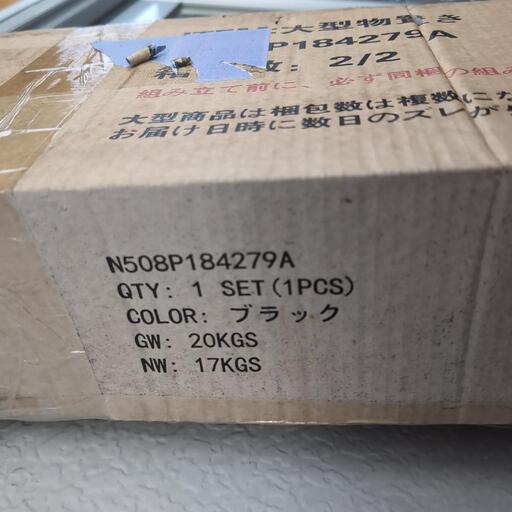 大型物置き
P184279A
数: 2/2
組み立て前に、必ず同梱の組み
大型商品は梱包数は複数にな
お届け日時に数日のズレが
N508P184279A
QTY: 1 SET(1PCS)
COLOR: ブラック
GW: 20KGS
NW: 17KGS